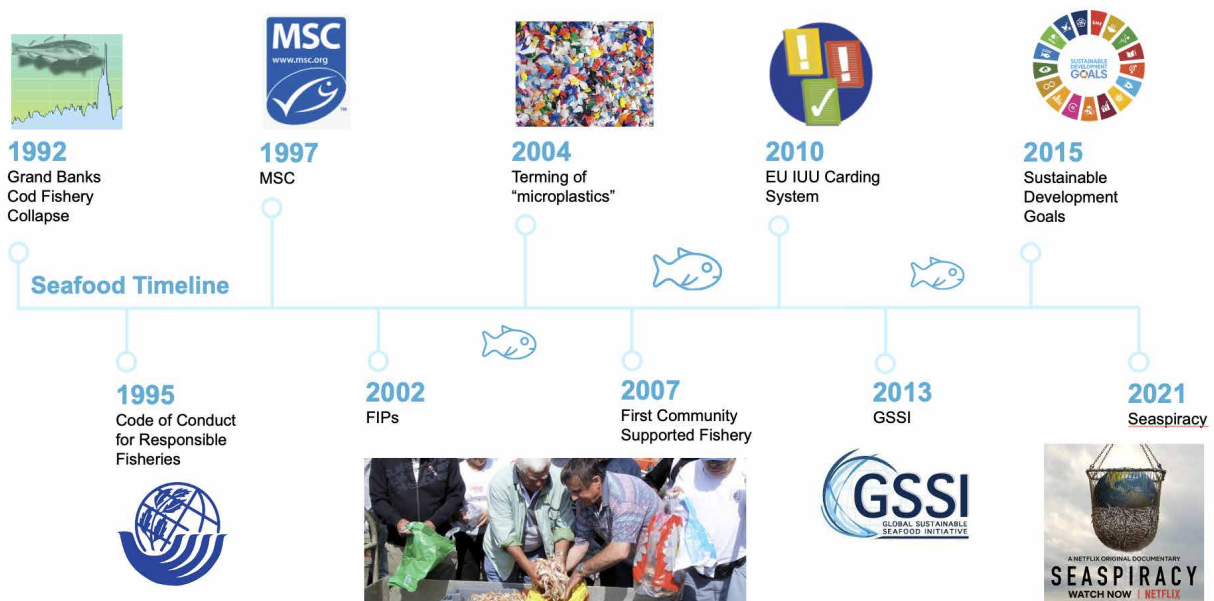 MSC
www.msc.org
TM
SUSTAINABLE
DEVELOPMENT
GOALS
1992
Grand Banks
Cod Fishery
Collapse
1997
MSC
2004
Terming of
“microplastics”
2010
EU IUU Carding
System
2015
Sustainable
Development
Goals
Seafood Timeline
1995
Code of Conduct
for Responsible
Fisheries
2002
FIPs
2007
First Community
Supported Fishery
2013
GSSI
2021
Seaspiracy
GSSI
GLOBAL SUSTAINABLE
SEAFOOD INITIATIVE
A NETFLIX ORIGINAL DOCUMENTARY
SEASPIRACY
WATCH NOW | NETFLIX